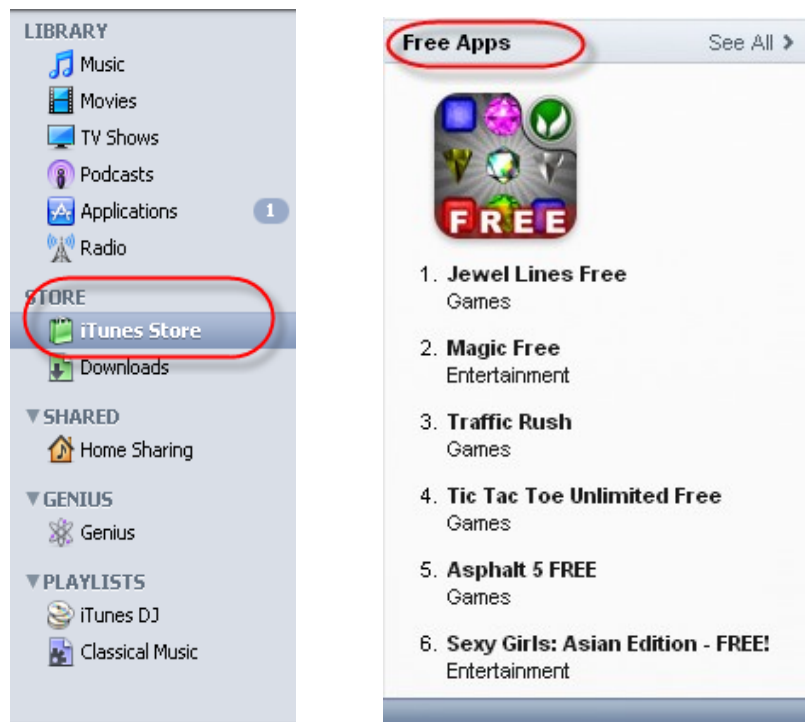 LIBRARY
Music
Movies
TV Shows
Podcasts
Applications 1
Radio
STORE
iTunes Store
Downloads
SHARED
Home Sharing
GENIUS
Genius
PLAYLISTS
iTunes DJ
Classical Music
Free Apps See All >
FREE
1. Jewel Lines Free
Games
2. Magic Free
Entertainment
3. Traffic Rush
Games
4. Tic Tac Toe Unlimited Free
Games
5. Asphalt 5 FREE
Games
6. Sexy Girls: Asian Edition - FREE!
Entertainment